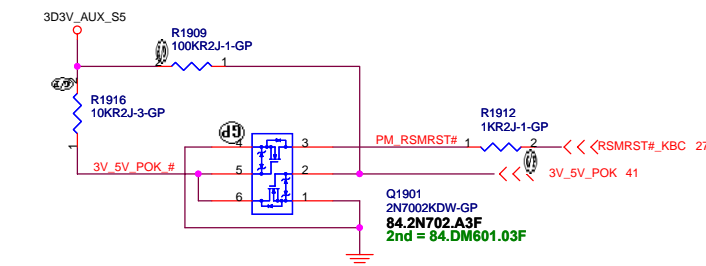 3D3V_AUX_S5
R1909
100KR2J-1-GP
2
1
R1916
10KR2J-3-GP
1
3V_5V_POK_#
GP
4
5
6
3
2
1
PM_RSMRST#
R1912
1KR2J-1-GP
1
2
RSMRST#_KBC 27
3V_5V_POK 41
Q1901
2N7002KDW-GP
84.2N702.A3F
2nd = 84.DM601.03F